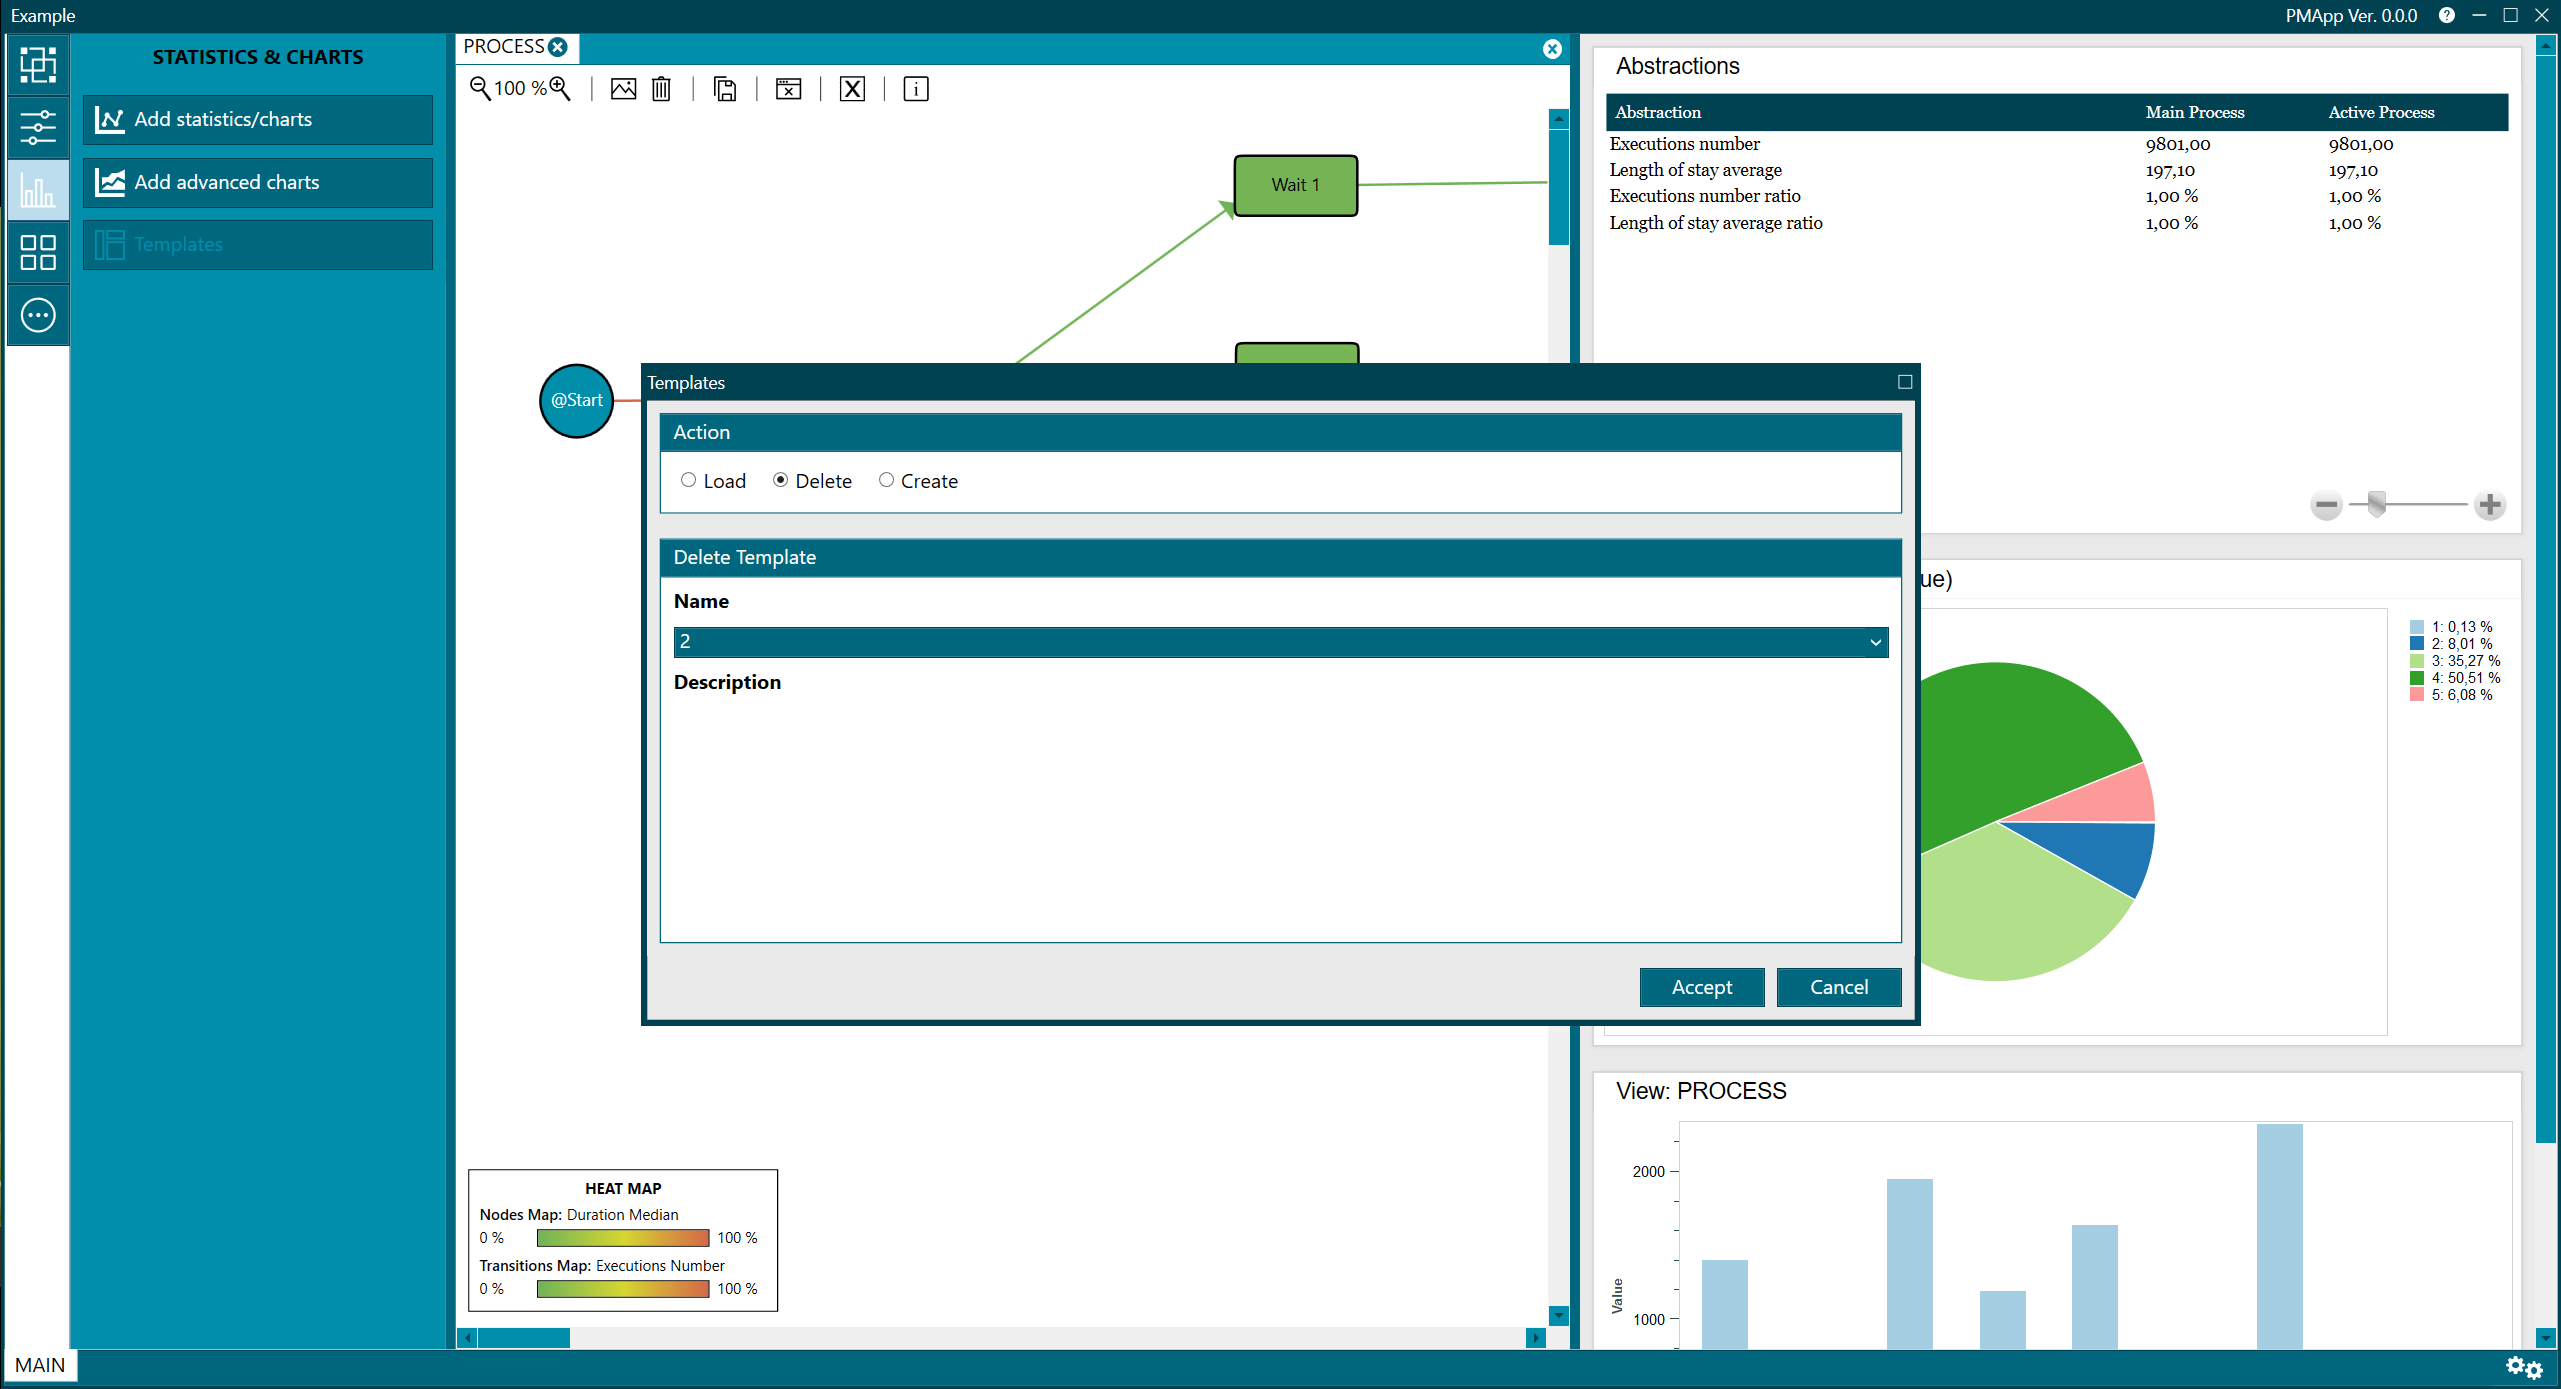 Example
PMApp Ver. 0.0.0
STATISTICS & CHARTS
Add statistics/charts
Add advanced charts
Templates
PROCESS
100 %
Wait 1
@Start
Templates
Action
Load
Delete
Create
Delete Template
Name
2
Description
Accept
Cancel
HEAT MAP
Nodes Map: Duration Median
0 %
100 %
Transitions Map: Executions Number
0 %
100 %
Abstractions
Abstraction Main Process Active Process
Executions number 9801,00 9801,00
Length of stay average 197,10 197,10
Executions number ratio 1,00 % 1,00 %
Length of stay average ratio 1,00 % 1,00 %
ue)
1: 0,13 %
2: 8,01 %
3: 35,27 %
4: 50,51 %
5: 6,08 %
View: PROCESS
2000
1000
Value
MAIN